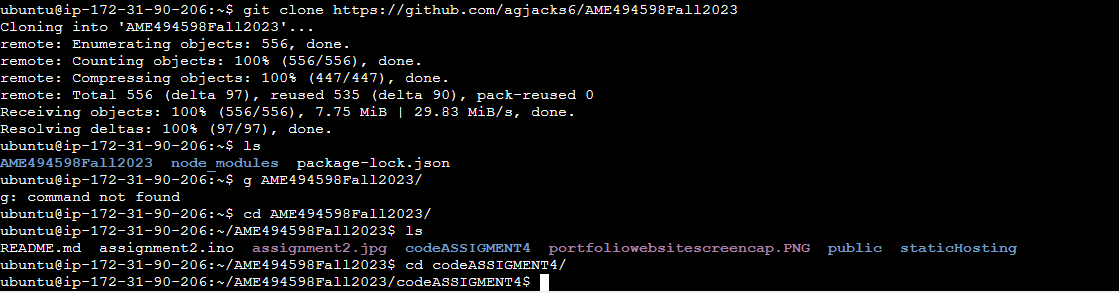 ubuntu@ip-172-31-90-206:~$ git clone https://github.com/agjacks6/AME494598Fall2023
Cloning into 'AME494598Fall2023'...
remote: Enumerating objects: 556, done.
remote: Counting objects: 100% (556/556), done.
remote: Compressing objects: 100% (447/447), done.
remote: Total 556 (delta 97), reused 535 (delta 90), pack-reused 0
Receiving objects: 100% (556/556), 7.75 MiB | 29.83 MiB/s, done.
Resolving deltas: 100% (97/97), done.
ubuntu@ip-172-31-90-206:~$ ls
AME494598Fall2023  node_modules  package-lock.json
ubuntu@ip-172-31-90-206:~$ g AME494598Fall2023/
g: command not found
ubuntu@ip-172-31-90-206:~$ cd AME494598Fall2023/
ubuntu@ip-172-31-90-206:~/AME494598Fall2023$ ls
README.md  assignment2.ino  assignment2.jpg  codeASSIGMENT4  portfoliowebsitescreencap.PNG  public  staticHosting
ubuntu@ip-172-31-90-206:~/AME494598Fall2023$ cd codeASSIGMENT4/
ubuntu@ip-172-31-90-206:~/AME494598Fall2023/codeASSIGMENT4$